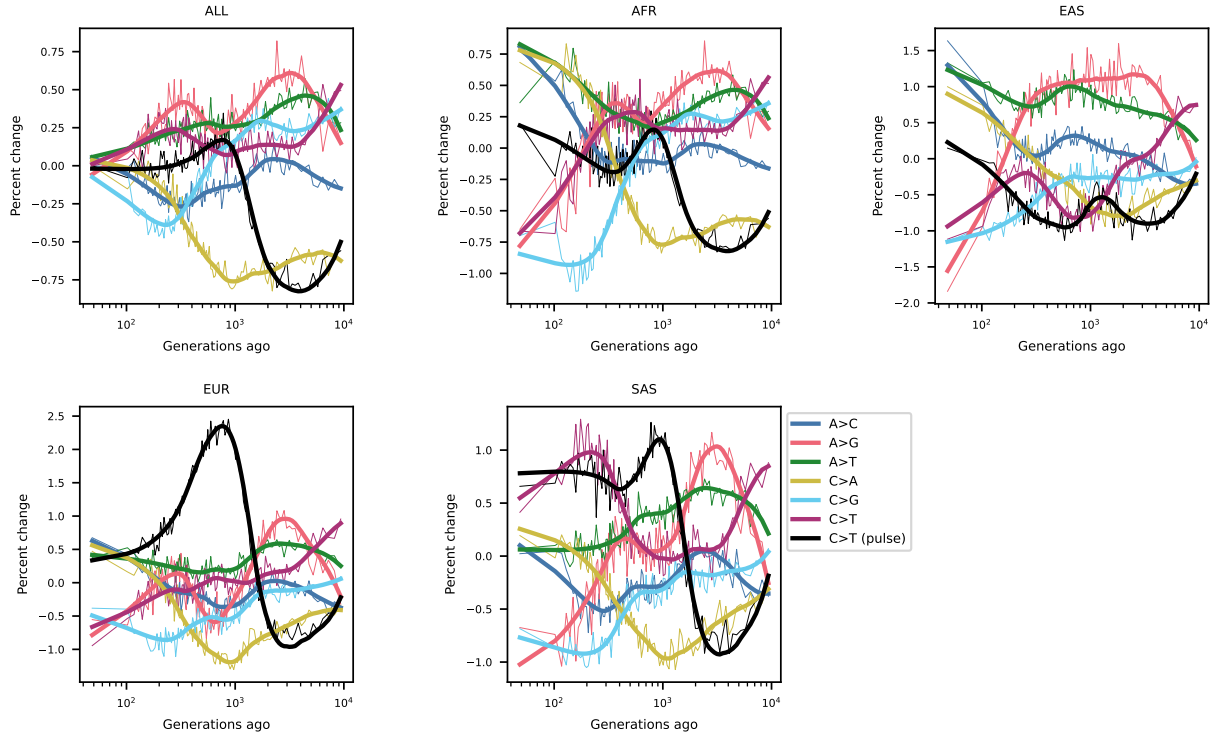 ALL
Percent change
0.75
0.50
0.25
0.00
−0.25
−0.50
−0.75
10²
10³
10⁴
Generations ago
AFR
Percent change
0.75
0.50
0.25
0.00
−0.25
−0.50
−0.75
−1.00
10²
10³
10⁴
Generations ago
EAS
Percent change
1.5
1.0
0.5
0.0
−0.5
−1.0
−1.5
−2.0
10²
10³
10⁴
Generations ago
EUR
Percent change
2.5
2.0
1.5
1.0
0.5
0.0
−0.5
−1.0
10²
10³
10⁴
Generations ago
SAS
Percent change
1.0
0.5
0.0
−0.5
−1.0
10²
10³
10⁴
Generations ago
A>C
A>G
A>T
C>A
C>G
C>T
C>T (pulse)